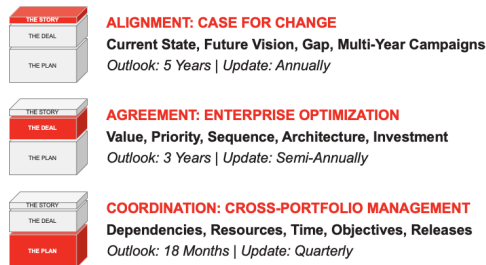 THE STORY
THE DEAL
THE PLAN
ALIGNMENT: CASE FOR CHANGE
Current State, Future Vision, Gap, Multi-Year Campaigns
Outlook: 5 Years | Update: Annually
THE STORY
THE DEAL
THE PLAN
AGREEMENT: ENTERPRISE OPTIMIZATION
Value, Priority, Sequence, Architecture, Investment
Outlook: 3 Years | Update: Semi-Annually
THE STORY
THE DEAL
THE PLAN
COORDINATION: CROSS-PORTFOLIO MANAGEMENT
Dependencies, Resources, Time, Objectives, Releases
Outlook: 18 Months | Update: Quarterly